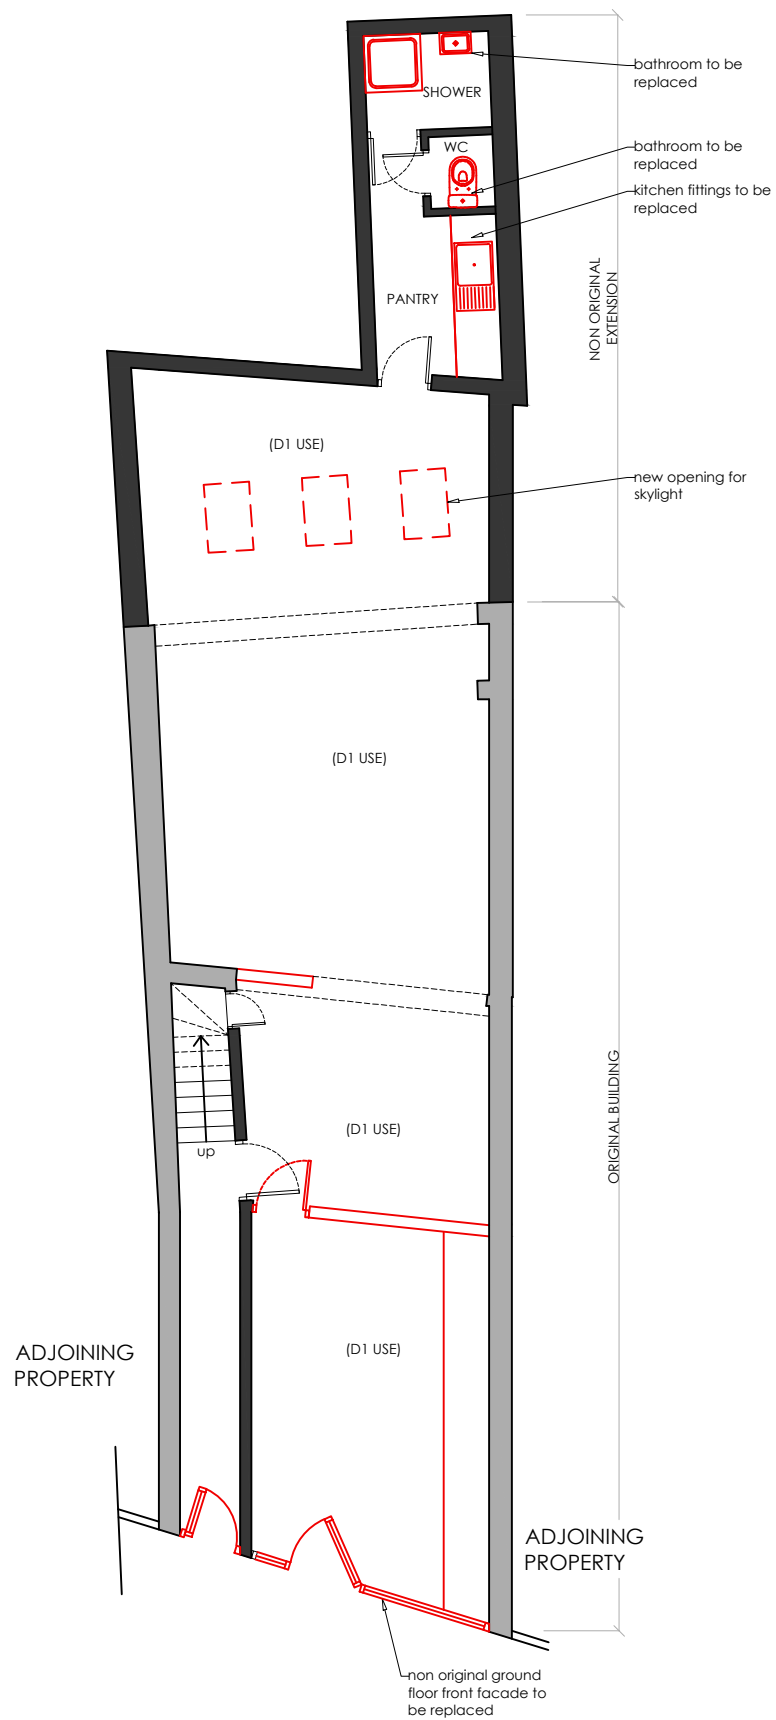 bathroom to be
replaced
SHOWER
WC
bathroom to be
replaced
kitchen fittings to be
replaced
PANTRY
NON ORIGINAL
EXTENSION
(D1 USE)
new opening for
skylight
(D1 USE)
ORIGINAL BUILDING
(D1 USE)
up
(D1 USE)
ADJOINING
PROPERTY
ADJOINING
PROPERTY
non original ground
floor front facade to
be replaced